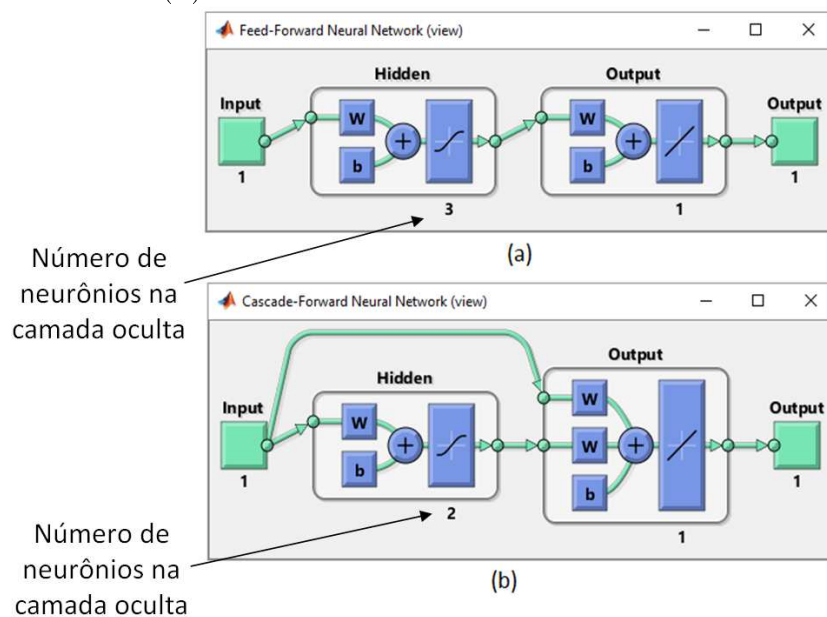 Feed-Forward Neural Network (view)
Hidden
Output
Input
Output
W
b
+
W
b
+
1
3
1
1
(a)
Número de
neurônios na
camada oculta
Cascade-Forward Neural Network (view)
Output
Hidden
Input
Output
W
W
b
+
W
b
+
1
2
1
1
(b)
Número de
neurônios na
camada oculta